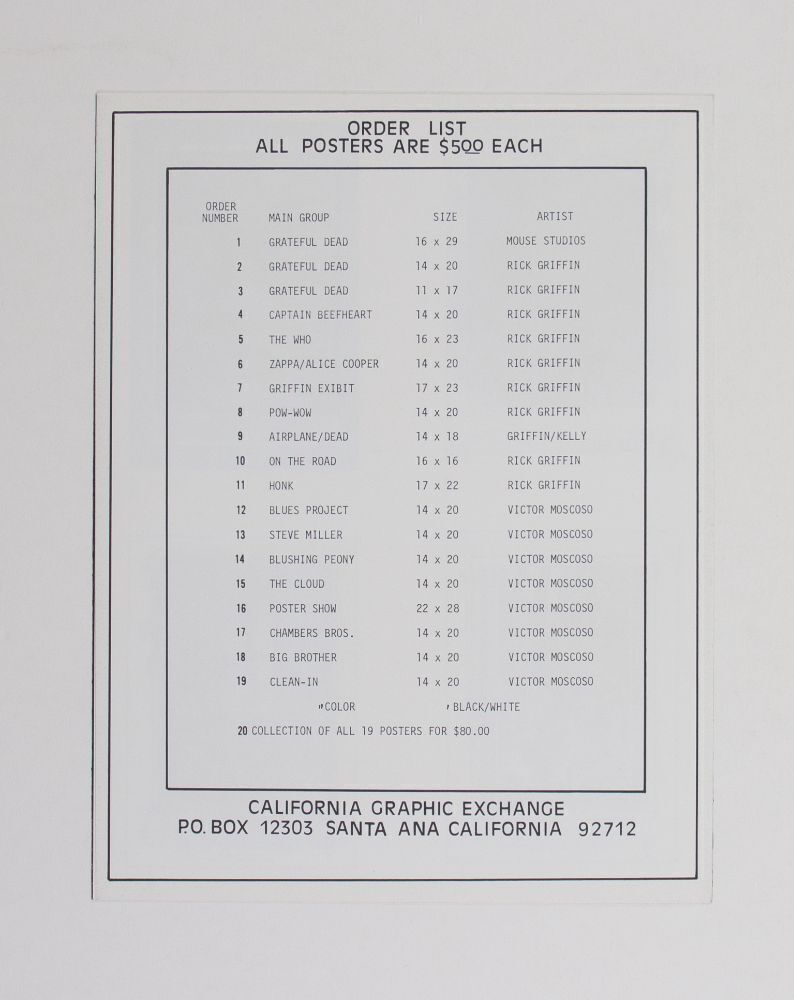 ORDER LIST
ALL POSTERS ARE $5.00 EACH
ORDER
NUMBER MAIN GROUP SIZE ARTIST
1 GRATEFUL DEAD 16 x 29 MOUSE STUDIOS
2 GRATEFUL DEAD 14 x 20 RICK GRIFFIN
3 GRATEFUL DEAD 11 x 17 RICK GRIFFIN
4 CAPTAIN BEEFHEART 14 x 20 RICK GRIFFIN
5 THE WHO 16 x 23 RICK GRIFFIN
6 ZAPPA/ALICE COOPER 14 x 20 RICK GRIFFIN
7 GRIFFIN EXIBIT 17 x 23 RICK GRIFFIN
8 POW-WOW 14 x 20 RICK GRIFFIN
9 AIRPLANE/DEAD 14 x 18 GRIFFIN/KELLY
10 ON THE ROAD 16 x 16 RICK GRIFFIN
11 HONK 17 x 22 RICK GRIFFIN
12 BLUES PROJECT 14 x 20 VICTOR MOSCOSO
13 STEVE MILLER 14 x 20 VICTOR MOSCOSO
14 BLUSHING PEONY 14 x 20 VICTOR MOSCOSO
15 THE CLOUD 14 x 20 VICTOR MOSCOSO
16 POSTER SHOW 22 x 28 VICTOR MOSCOSO
17 CHAMBERS BROS. 14 x 20 VICTOR MOSCOSO
18 BIG BROTHER 14 x 20 VICTOR MOSCOSO
19 CLEAN-IN 14 x 20 VICTOR MOSCOSO
"COLOR ' BLACK/WHITE
20 COLLECTION OF ALL 19 POSTERS FOR $80.00
CALIFORNIA GRAPHIC EXCHANGE
P.O. BOX 12303 SANTA ANA CALIFORNIA 92712